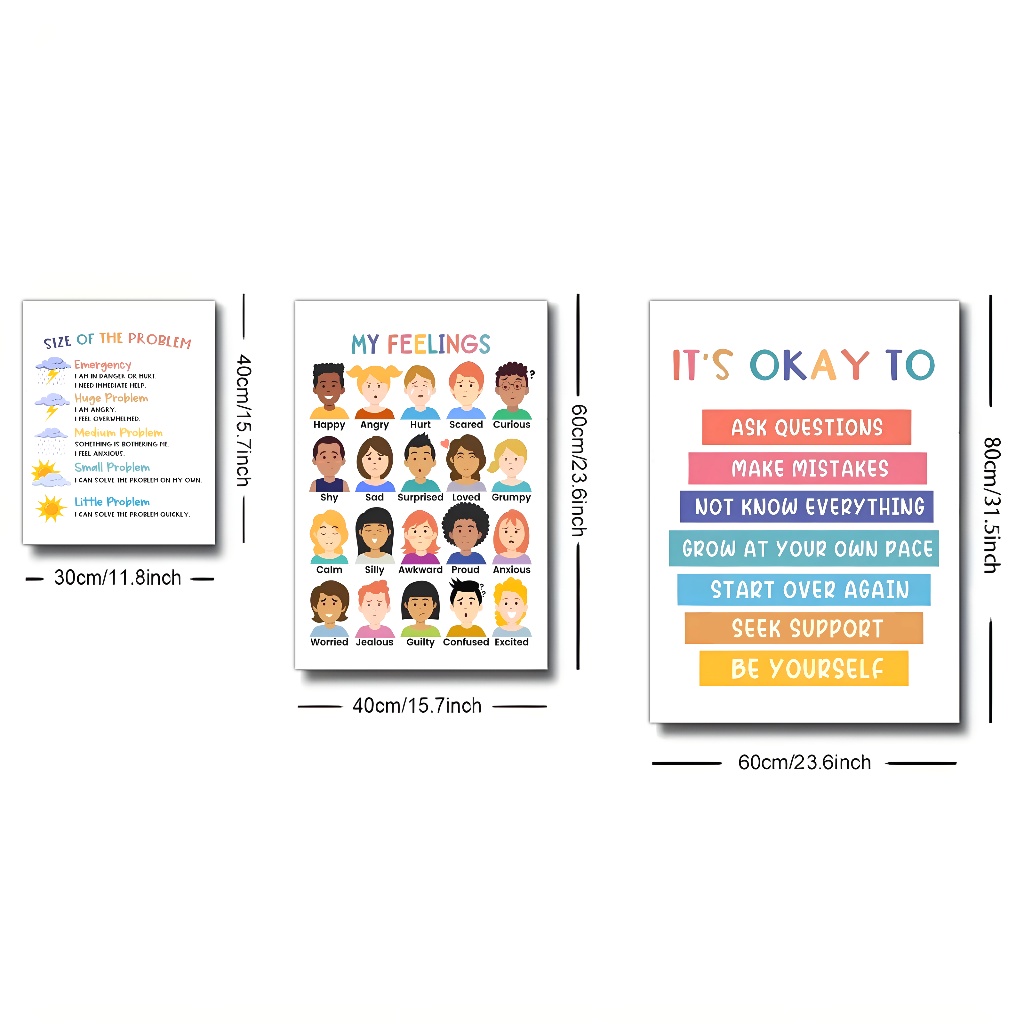 SIZE OF THE PROBLEM
Emergency
I AM IN DANGER OR HURT.
I NEED IMMEDIATE HELP.
Huge Problem
I AM ANGRY.
I FEEL OVERWHELMED.
Medium Problem
SOMETHING IS BOTHERING ME.
I FEEL ANXIOUS.
Small Problem
I CAN SOLVE THE PROBLEM ON MY OWN.
Little Problem
I CAN SOLVE THE PROBLEM QUICKLY.
40cm/15.7inch
30cm/11.8inch
MY FEELINGS
?
Happy Angry Hurt Scared Curious
Shy Sad Surprised Loved Grumpy
Calm Silly Awkward Proud Anxious
??
Worried Jealous Guilty Confused Excited
60cm/23.6inch
40cm/15.7inch
IT'S OKAY TO
ASK QUESTIONS
MAKE MISTAKES
NOT KNOW EVERYTHING
GROW AT YOUR OWN PACE
START OVER AGAIN
SEEK SUPPORT
BE YOURSELF
80cm/31.5inch
60cm/23.6inch